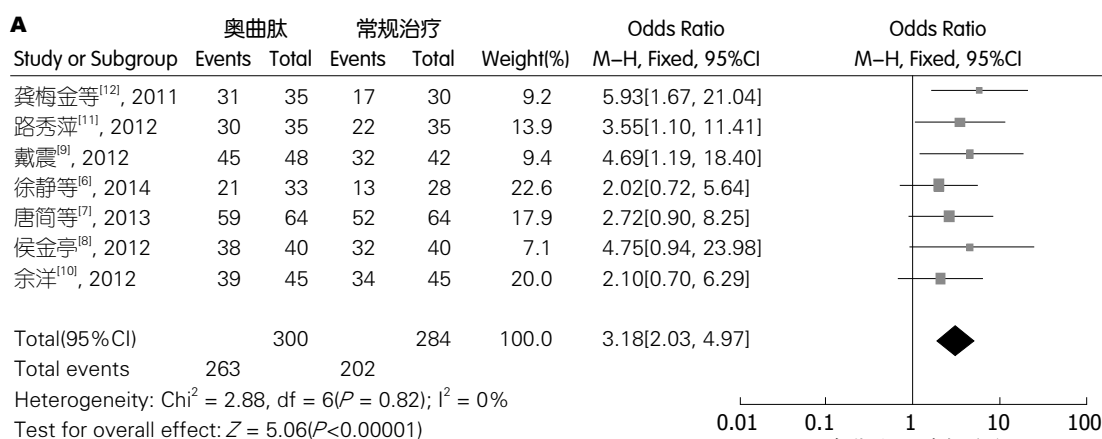 A
奥曲肽 常规治疗 Odds Ratio Odds Ratio
Study or Subgroup Events Total Events Total Weight(%) M–H, Fixed, 95%CI M–H, Fixed, 95%CI
龚梅金等[12], 2011 31 35 17 30 9.2 5.93[1.67, 21.04]
路秀萍[11], 2012 30 35 22 35 13.9 3.55[1.10, 11.41]
戴震[9], 2012 45 48 32 42 9.4 4.69[1.19, 18.40]
徐静等[6], 2014 21 33 13 28 22.6 2.02[0.72, 5.64]
唐简等[7], 2013 59 64 52 64 17.9 2.72[0.90, 8.25]
侯金亭[8], 2012 38 40 32 40 7.1 4.75[0.94, 23.98]
余洋[10], 2012 39 45 34 45 20.0 2.10[0.70, 6.29]
Total(95%CI) 300 284 100.0 3.18[2.03, 4.97]
Total events 263 202
Heterogeneity: Chi² = 2.88, df = 6(P = 0.82); I² = 0%
Test for overall effect: Z = 5.06(P<0.00001)
0.01 0.1 1 10 100